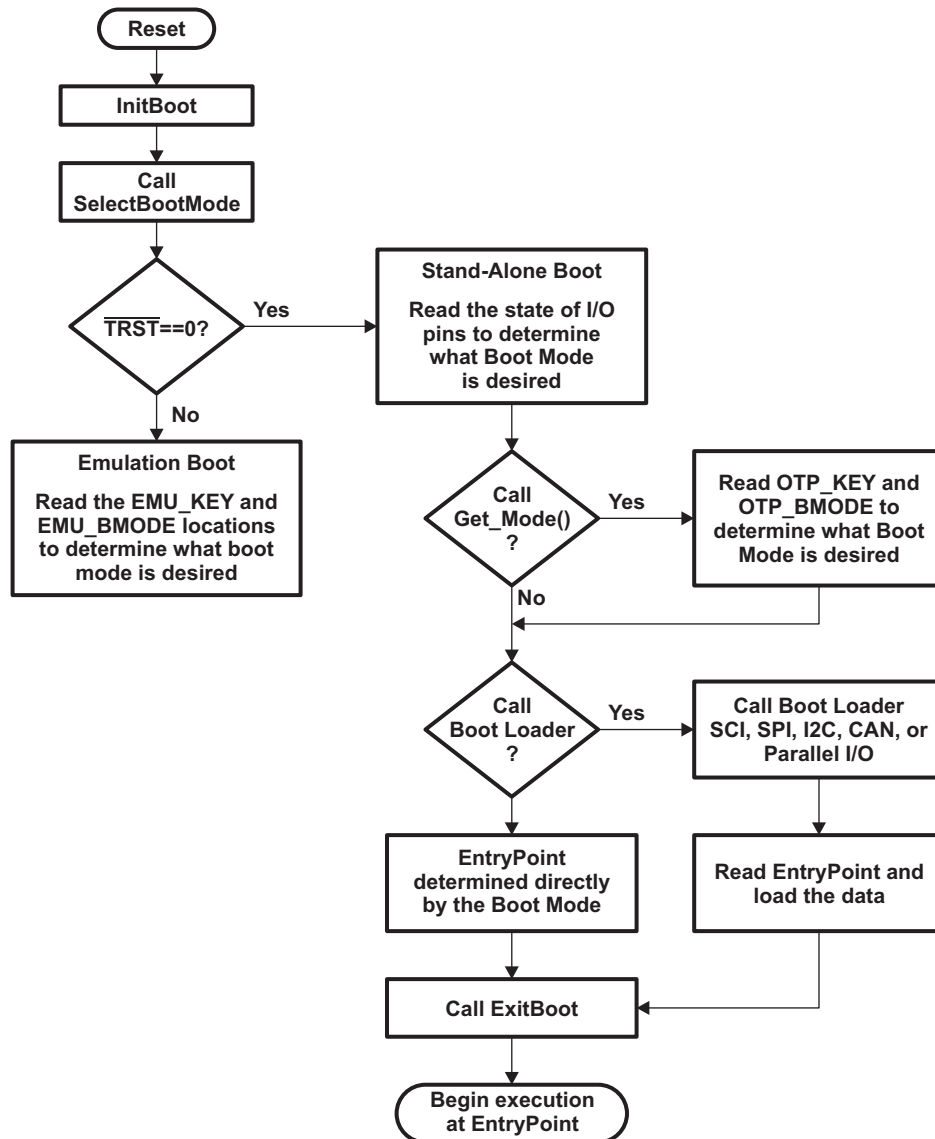 Reset
InitBoot
Call
SelectBootMode
TRST==0?
Yes
No
Stand-Alone Boot
Read the state of I/O
pins to determine
what Boot Mode
is desired
Emulation Boot
Read the EMU_KEY and
EMU_BMODE locations
to determine what boot
mode is desired
Call
Get_Mode()
?
Yes
No
Read OTP_KEY and
OTP_BMODE to
determine what Boot
Mode is desired
Call
Boot Loader
?
Yes
Call Boot Loader
SCI, SPI, I2C, CAN, or
Parallel I/O
EntryPoint
determined directly
by the Boot Mode
Read EntryPoint and
load the data
Call ExitBoot
Begin execution
at EntryPoint